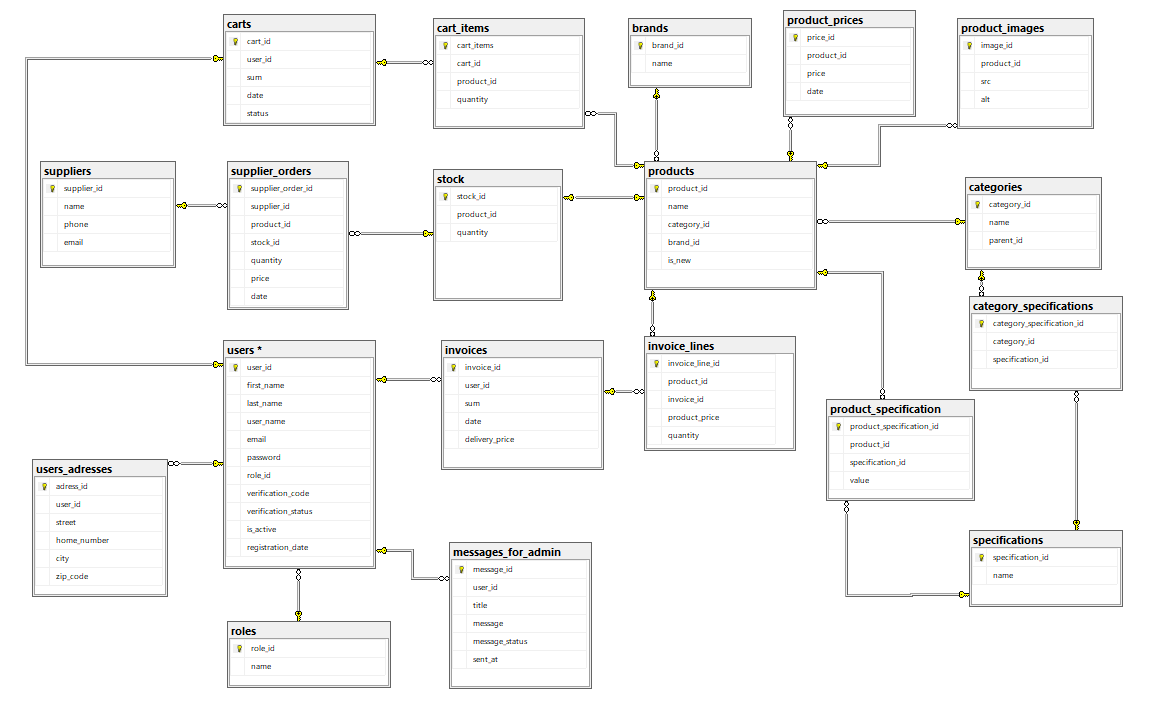 carts
cart_id
user_id
sum
date
status
cart_items
cart_items
cart_id
product_id
quantity
brands
brand_id
name
product_prices
price_id
product_id
price
date
product_images
image_id
product_id
src
alt
suppliers
supplier_id
name
phone
email
supplier_orders
supplier_order_id
supplier_id
product_id
stock_id
quantity
price
date
stock
stock_id
product_id
quantity
products
product_id
name
category_id
brand_id
is_new
categories
category_id
name
parent_id
category_specifications
category_specification_id
category_id
specification_id
users *
user_id
first_name
last_name
user_name
email
password
role_id
verification_code
verification_status
is_active
registration_date
invoices
invoice_id
user_id
sum
date
delivery_price
invoice_lines
invoice_line_id
product_id
invoice_id
product_price
quantity
product_specification
product_specification_id
product_id
specification_id
value
users_adresses
adress_id
user_id
street
home_number
city
zip_code
messages_for_admin
message_id
user_id
title
message
message_status
sent_at
specifications
specification_id
name
roles
role_id
name